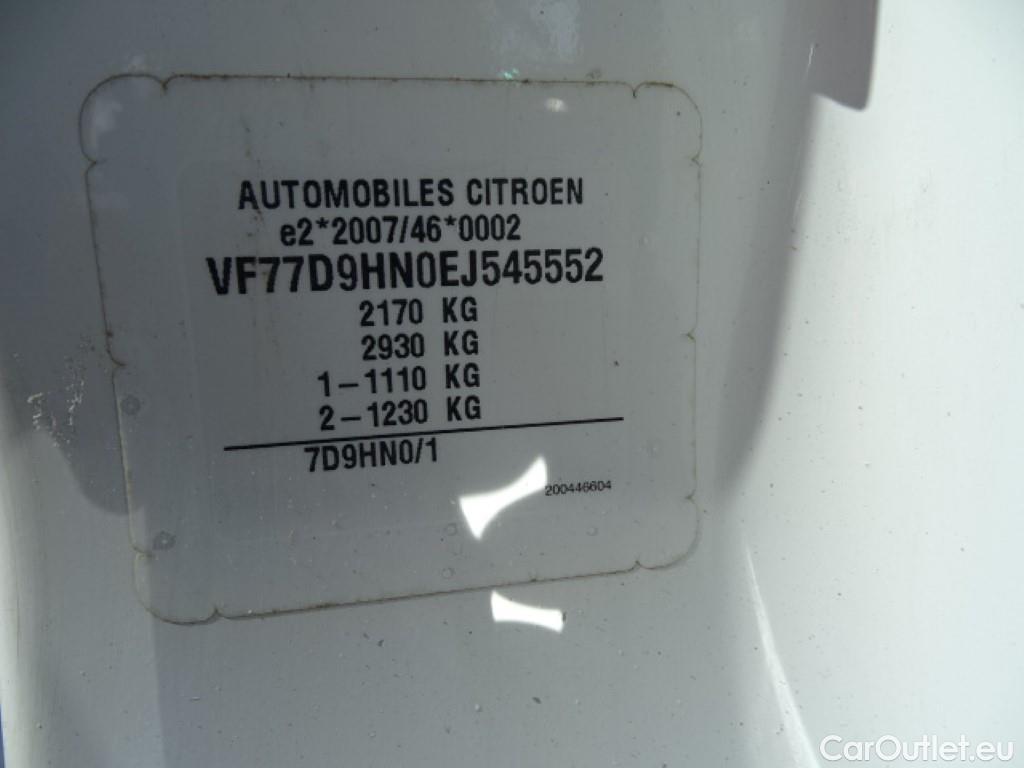 AUTOMOBILES CITROEN
e2*2007/46*0002
VF77D9HN0EJ545552
2170 KG
2930 KG
1-1110 KG
2-1230 KG
7D9HN0/1
200446604
CarOutlet.eu